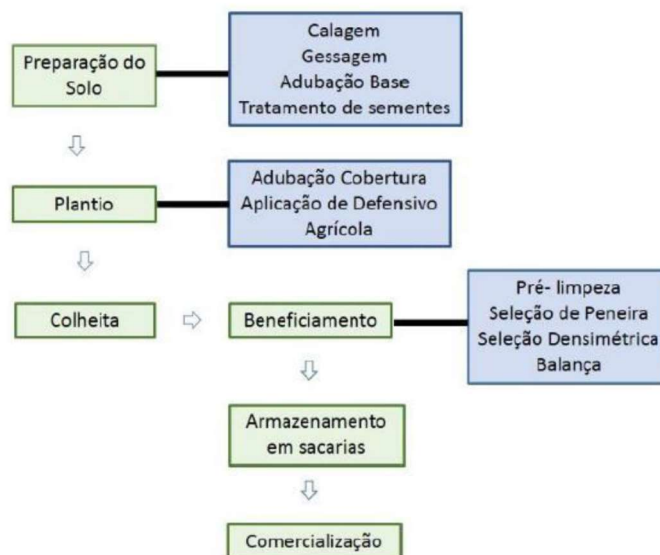 Preparação do
Solo
Calagem
Gessagem
Adubação Base
Tratamento de sementes
Plantio
Adubação Cobertura
Aplicação de Defensivo
Agrícola
Colheita
Beneficiamento
Pré- limpeza
Seleção de Peneira
Seleção Densimétrica
Balança
Armazenamento
em sacarias
Comercialização